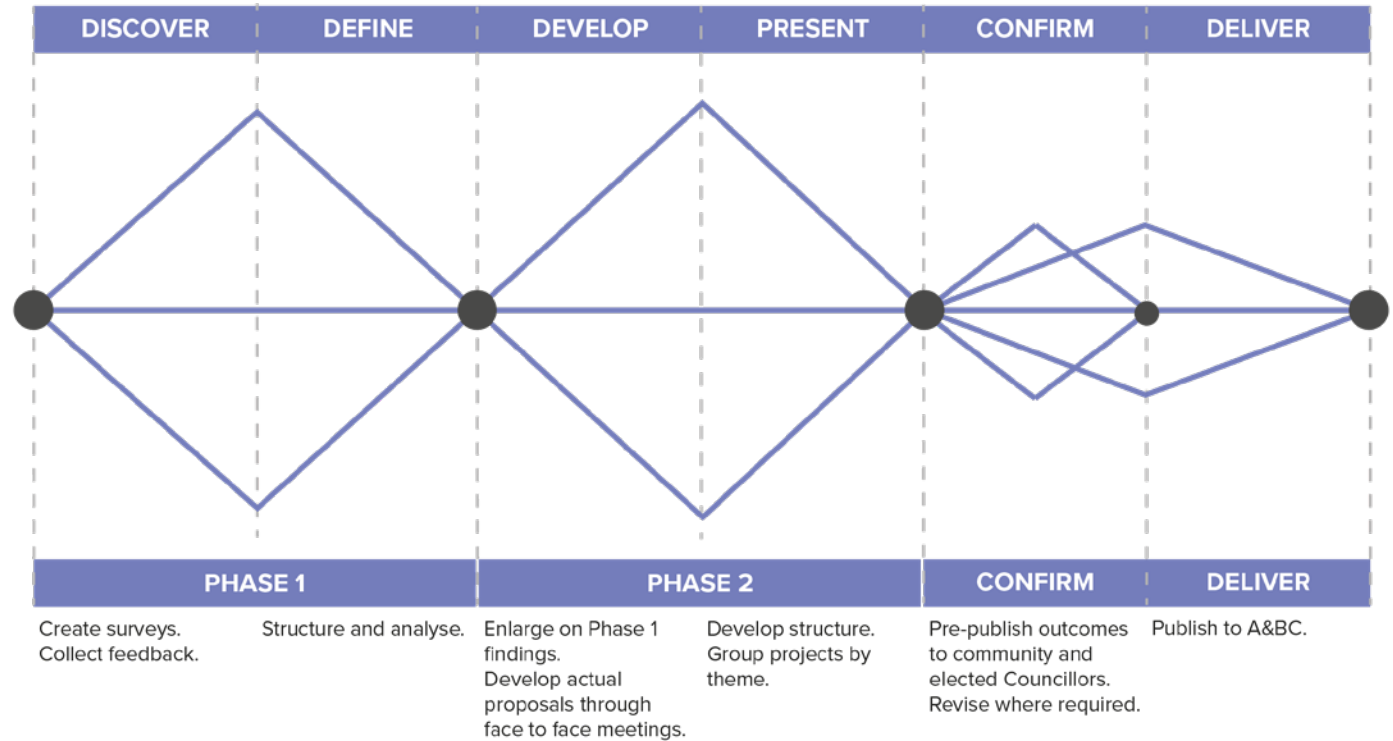 DISCOVER
DEFINE
DEVELOP
PRESENT
CONFIRM
DELIVER
PHASE 1
PHASE 2
CONFIRM
DELIVER
Create surveys.
Collect feedback.
Structure and analyse.
Enlarge on Phase 1
findings.
Develop actual
proposals through
face to face meetings.
Develop structure.
Group projects by
theme.
Pre-publish outcomes
to community and
elected Councillors.
Revise where required.
Publish to A&BC.